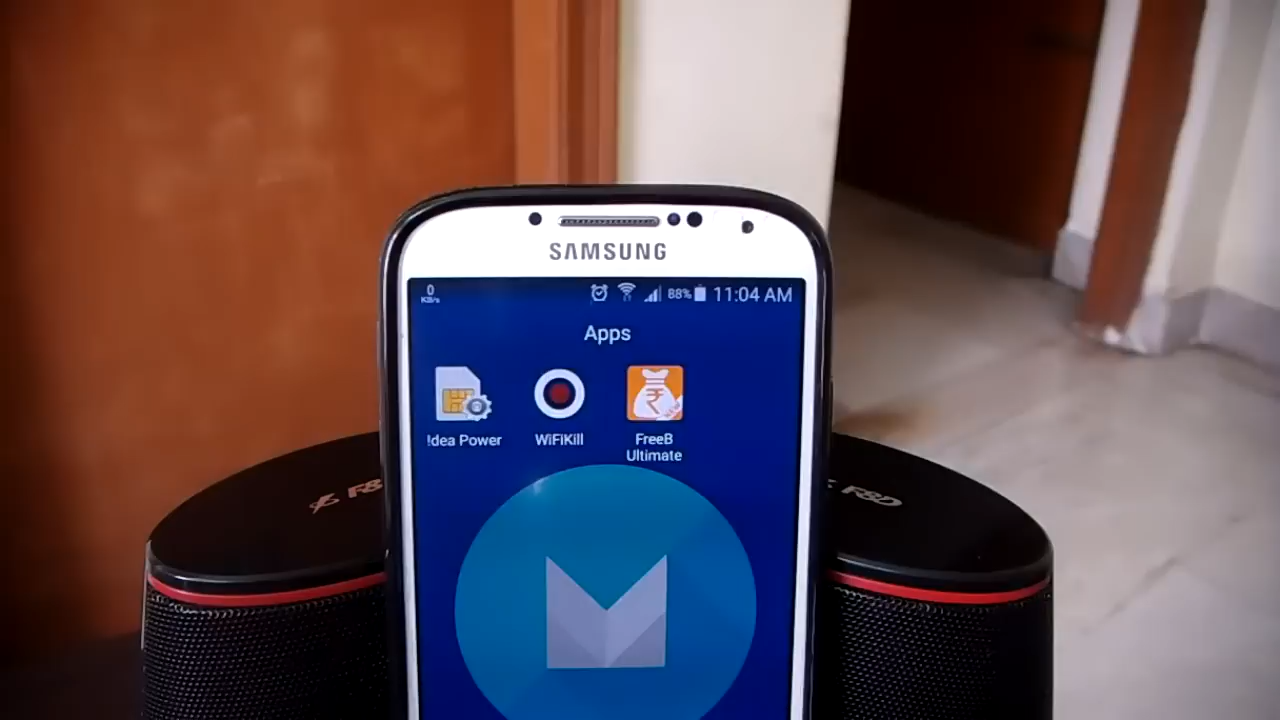 SAMSUNG
0
KB/s
88%
11:04 AM
Apps
!dea Power
WiFiKill
FreeB
Ultimate
F&D
F&D